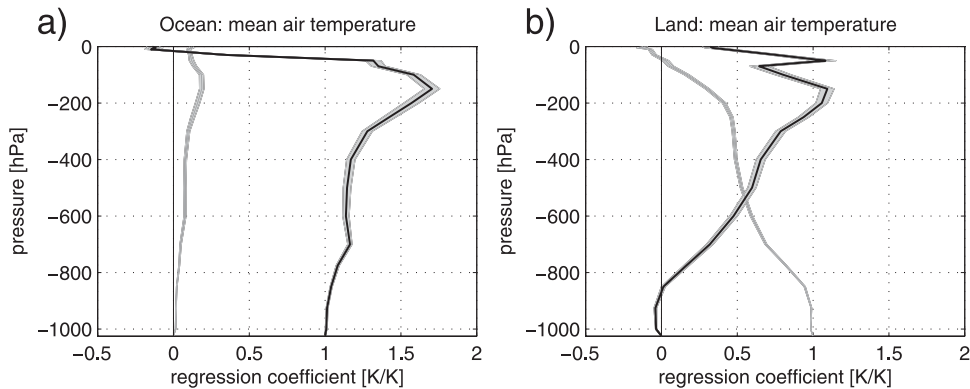 a) Ocean: mean air temperature
0
−200
−400
−600
−800
−1000
pressure [hPa]
−0.5 0 0.5 1 1.5 2
regression coefficient [K/K]
b) Land: mean air temperature
0
−200
−400
−600
−800
−1000
pressure [hPa]
−0.5 0 0.5 1 1.5 2
regression coefficient [K/K]